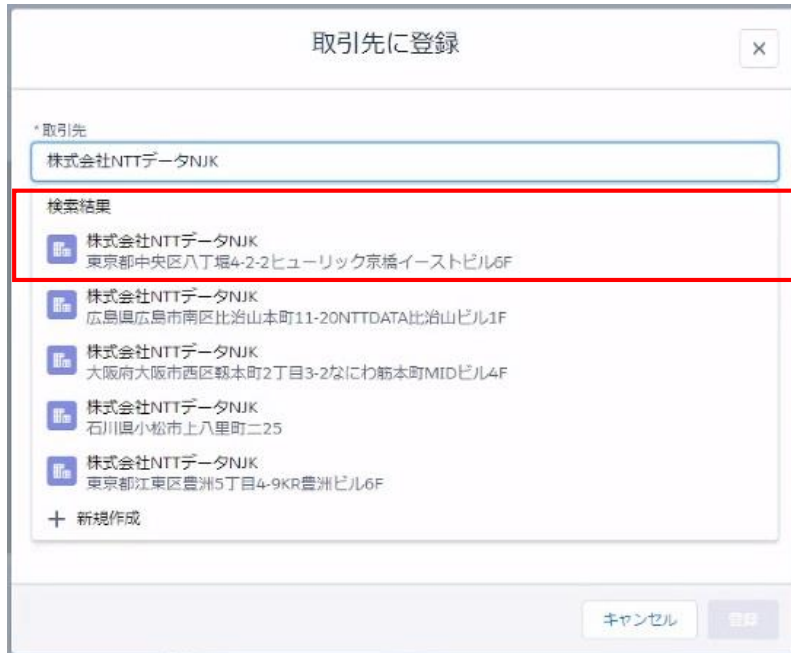 取引先に登録
*取引先
株式会社NTTデータNJK
検索結果
株式会社NTTデータNJK
東京都中央区八丁堀4-2-2ヒューリック京橋イーストビル6F
株式会社NTTデータNJK
広島県広島市南区比治山本町11-20NTTDATA比治山ビル1F
株式会社NTTデータNJK
大阪府大阪市西区靱本町2丁目3-2なにわ筋本町MIDビル4F
株式会社NTTデータNJK
石川県小松市上八里町ニ25
株式会社NTTデータNJK
東京都江東区豊洲5丁目4-9KR豊洲ビル6F
＋ 新規作成
キャンセル 登録